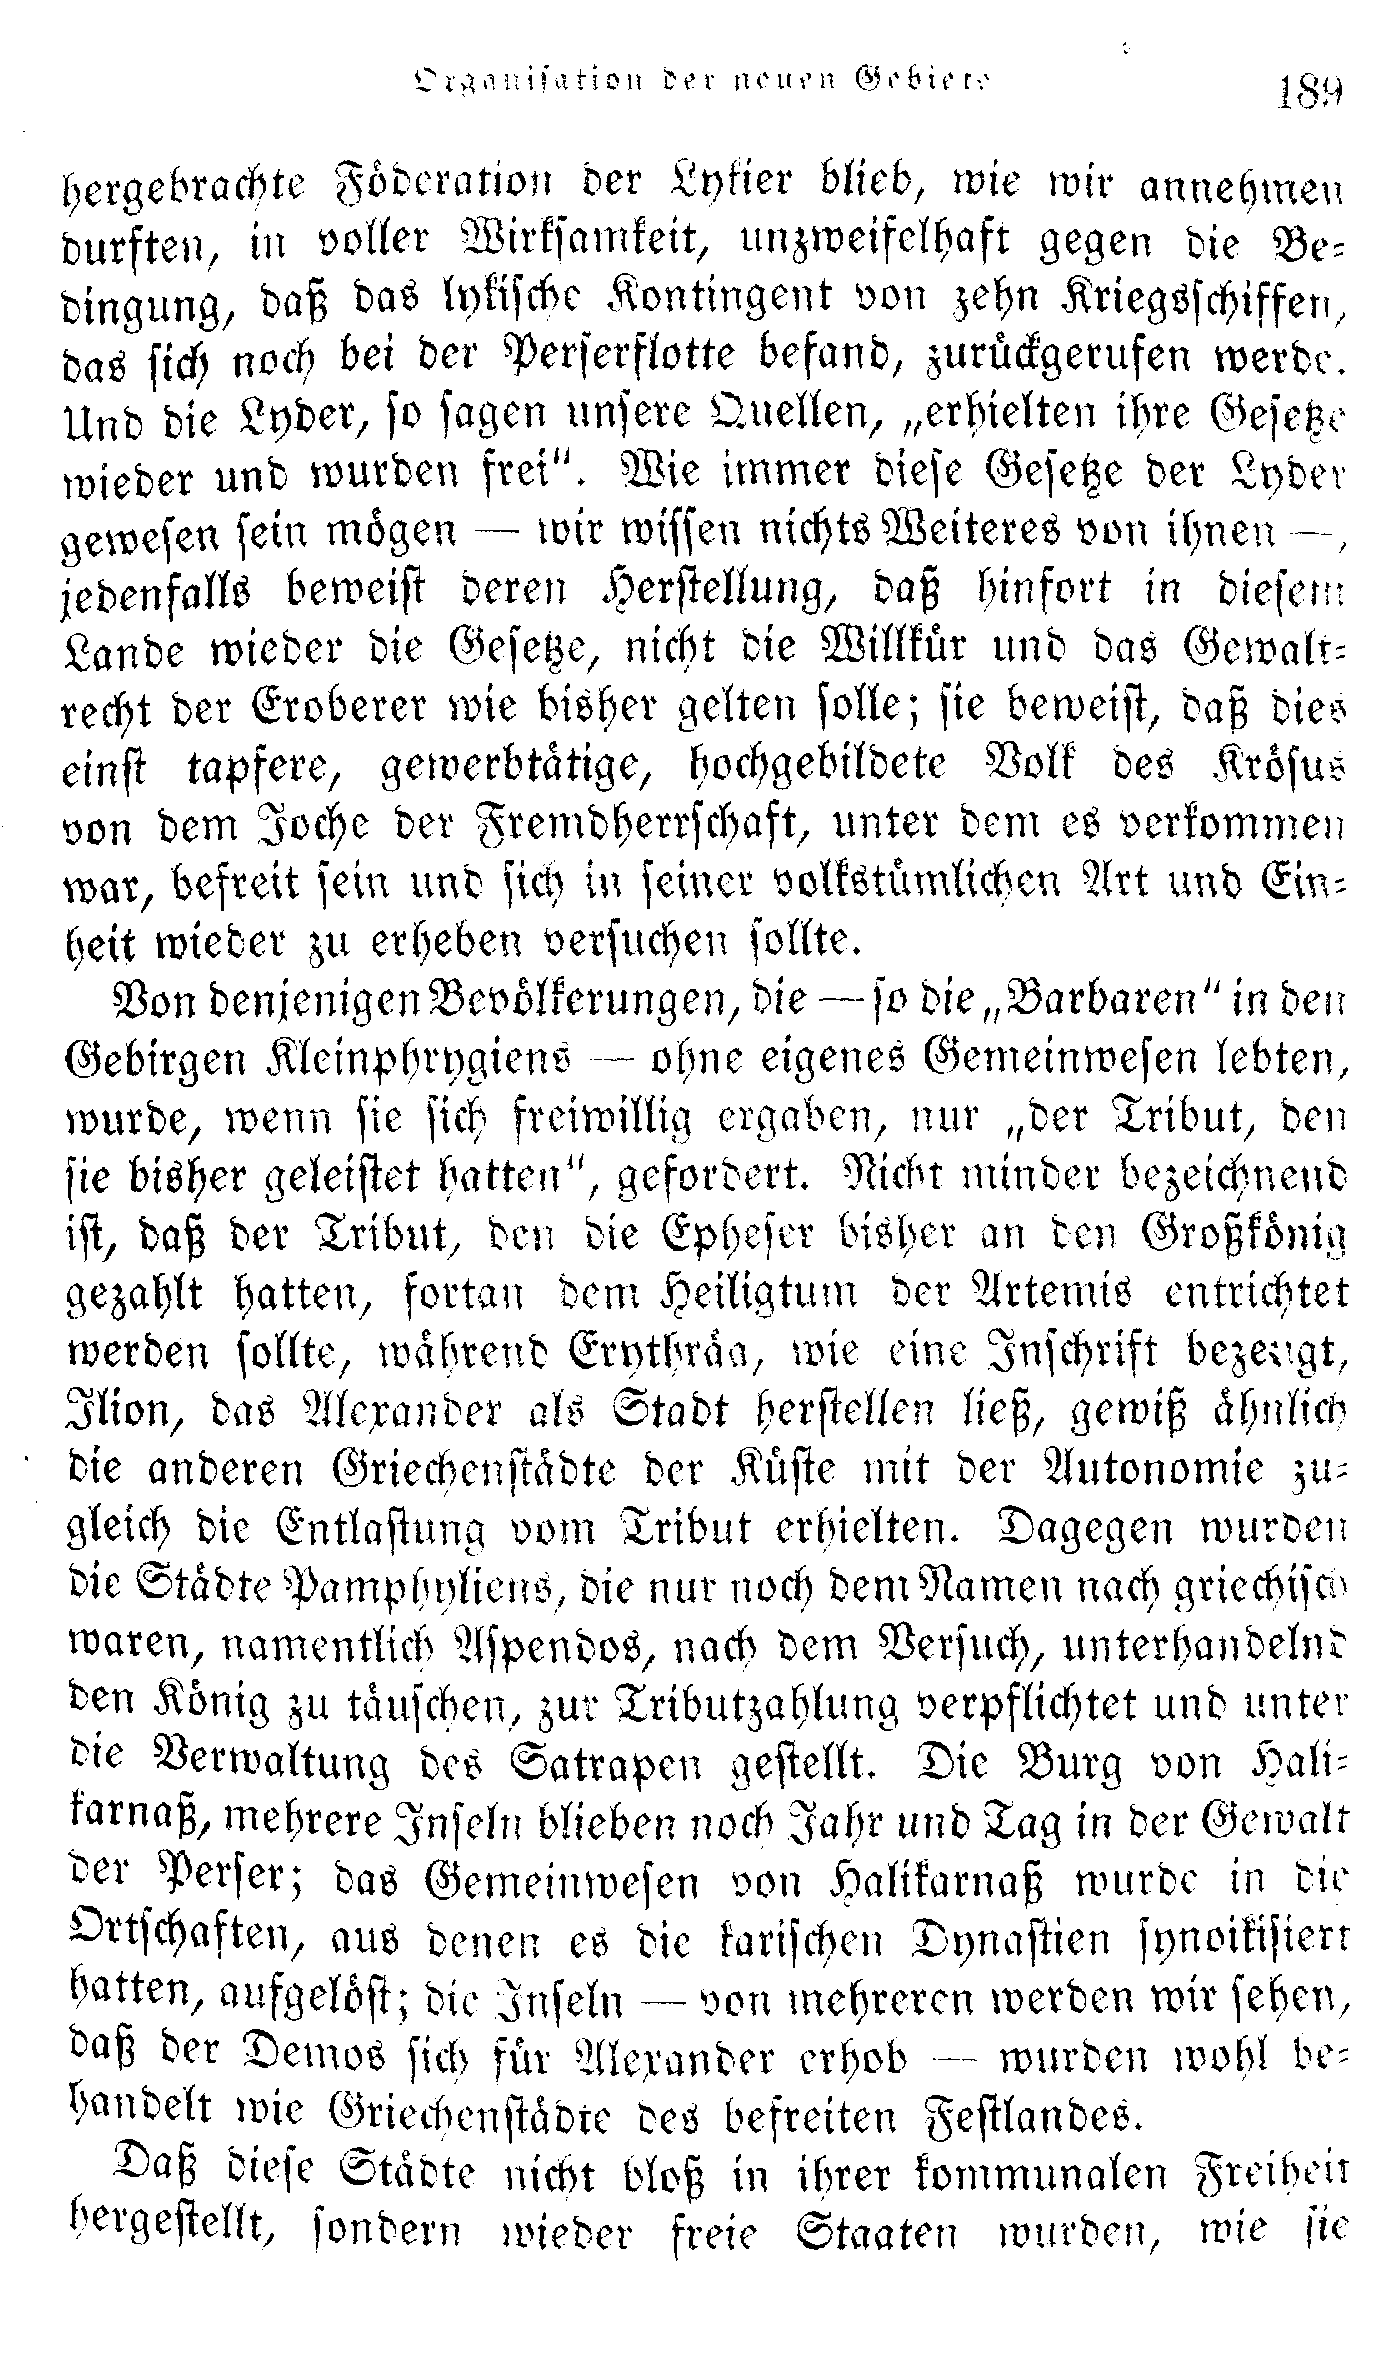 Organisation der neuen Gebiete 189
hergebrachte Föderation der Lykier blieb, wie wir annehmen
durften, in voller Wirksamkeit, unzweifelhaft gegen die Be-
dingung, daß das lykische Kontingent von zehn Kriegsschiffen,
das sich noch bei der Perserflotte befand, zurückgerufen werde.
Und die Lyder, so sagen unsere Quellen, „erhielten ihre Gesetze
wieder und wurden frei“. Wie immer diese Gesetze der Lyder
gewesen sein mögen — wir wissen nichts Weiteres von ihnen —,
jedenfalls beweist deren Herstellung, daß hinfort in diesem
Lande wieder die Gesetze, nicht die Willkür und das Gewalt-
recht der Eroberer wie bisher gelten solle; sie beweist, daß dies
einst tapfere, gewerbtätige, hochgebildete Volk des Krösus
von dem Joche der Fremdherrschaft, unter dem es verkommen
war, befreit sein und sich in seiner volkstümlichen Art und Ein-
heit wieder zu erheben versuchen sollte.
Von denjenigen Bevölkerungen, die — so die „Barbaren“ in den
Gebirgen Kleinphrygiens — ohne eigenes Gemeinwesen lebten,
wurde, wenn sie sich freiwillig ergaben, nur „der Tribut, den
sie bisher geleistet hatten“, gefordert. Nicht minder bezeichnend
ist, daß der Tribut, den die Epheser bisher an den Großkönig
gezahlt hatten, fortan dem Heiligtum der Artemis entrichtet
werden sollte, während Erythräa, wie eine Inschrift bezeugt,
Ilion, das Alexander als Stadt herstellen ließ, gewiß ähnlich
die anderen Griechenstädte der Küste mit der Autonomie zu-
gleich die Entlastung vom Tribut erhielten. Dagegen wurden
die Städte Pamphyliens, die nur noch dem Namen nach griechisch
waren, namentlich Aspendos, nach dem Versuch, unterhandelnd
den König zu täuschen, zur Tributzahlung verpflichtet und unter
die Verwaltung des Satrapen gestellt. Die Burg von Hali-
karnaß, mehrere Inseln blieben noch Jahr und Tag in der Gewalt
der Perser; das Gemeinwesen von Halikarnaß wurde in die
Ortschaften, aus denen es die karischen Dynastien synoikisiert
hatten, aufgelöst; die Inseln — von mehreren werden wir sehen,
daß der Demos sich für Alexander erhob — wurden wohl be-
handelt wie Griechenstädte des befreiten Festlandes.
Daß diese Städte nicht bloß in ihrer kommunalen Freiheit
hergestellt, sondern wieder freie Staaten wurden, wie sie